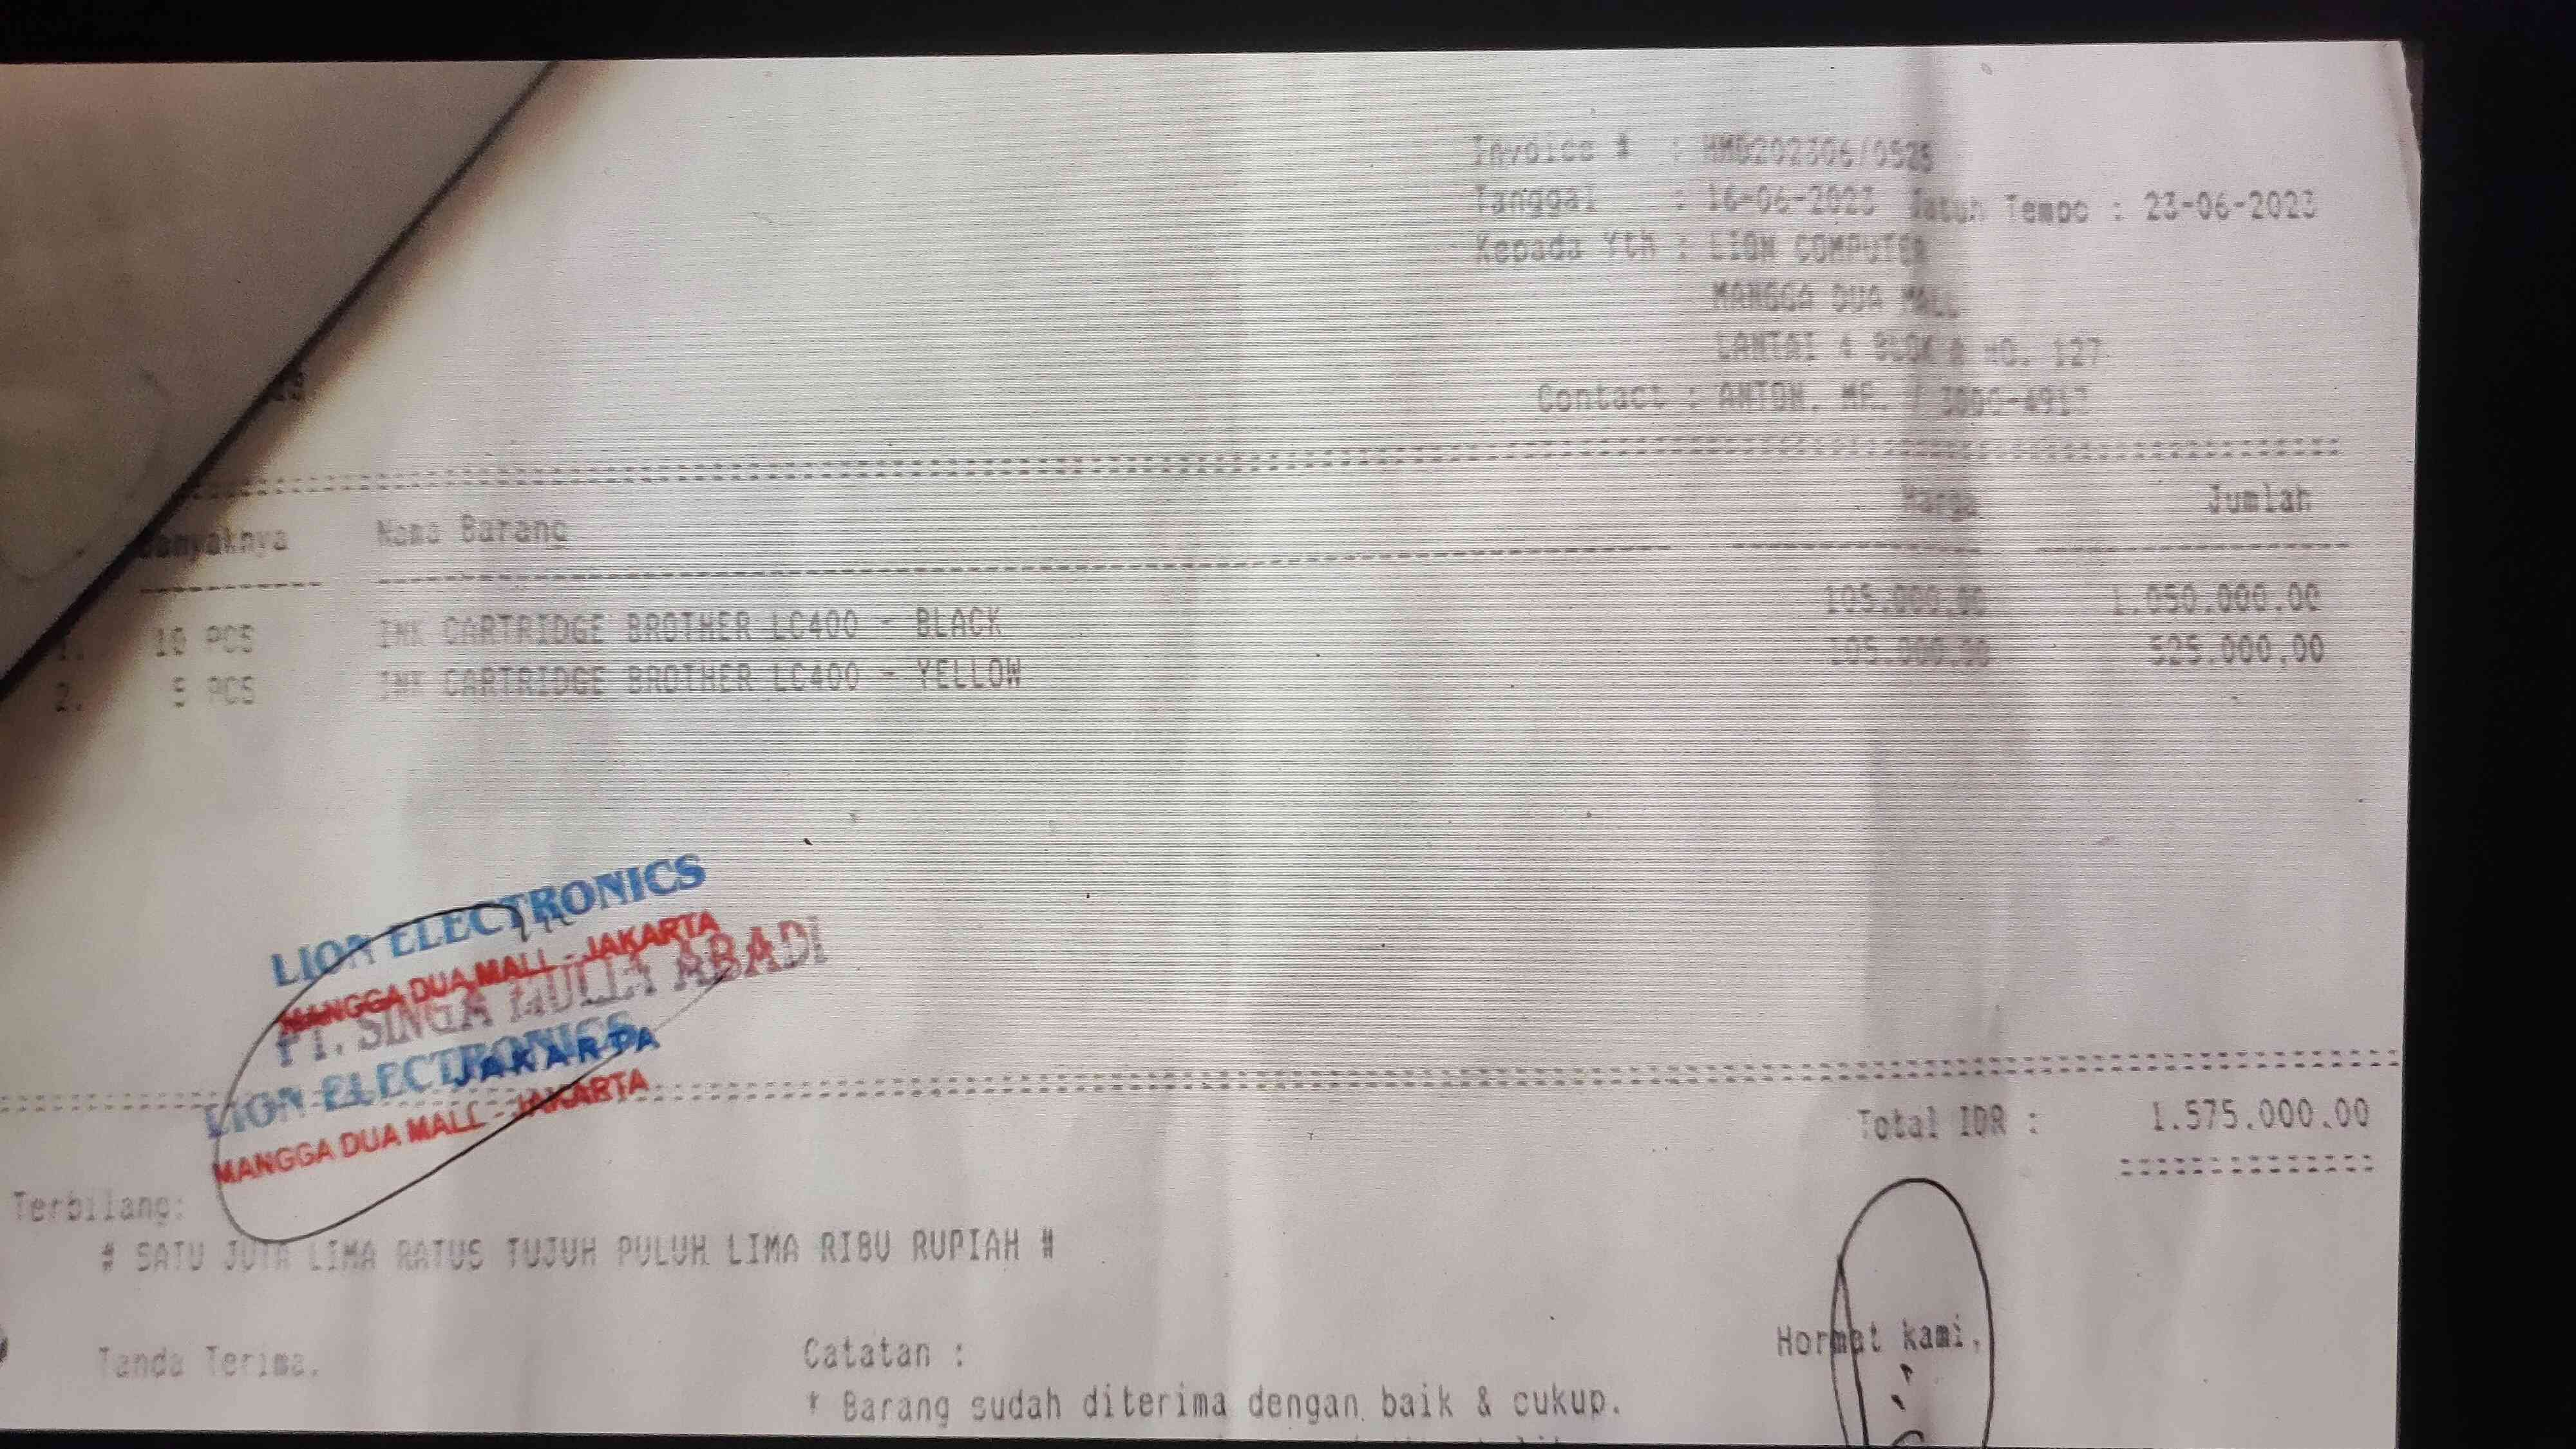 Invoice # : HMD202306/0525
Tanggal : 16-06-2023 Jatuh Tempo : 23-06-2023
Kepada Yth : LION COMPUTER
MANGGA DUA MALL
LANTAI 4 BLOK A NO. 127
Contact : ANTON. MR. /
Banyaknya Nama Barang Harga Jumlah
1. 10 PCS INK CARTRIDGE BROTHER LC400 - BLACK 105.000,00 1.050.000,00
2. 5 PCS INK CARTRIDGE BROTHER LC400 - YELLOW 105.000,00 525.000,00
LION ELECTRONICS
MANGGA DUA MALL - JAKARTA
PT. SINGA MULIA ABADI
JAKARTA
LION ELECTRONICS
MANGGA DUA MALL - JAKARTA
Total IDR : 1.575.000,00
Terbilang:
# SATU JUTA LIMA RATUS TUJUH PULUH LIMA RIBU RUPIAH #
Tanda Terima, Catatan : Hormat kami,
* Barang sudah diterima dengan baik & cukup.